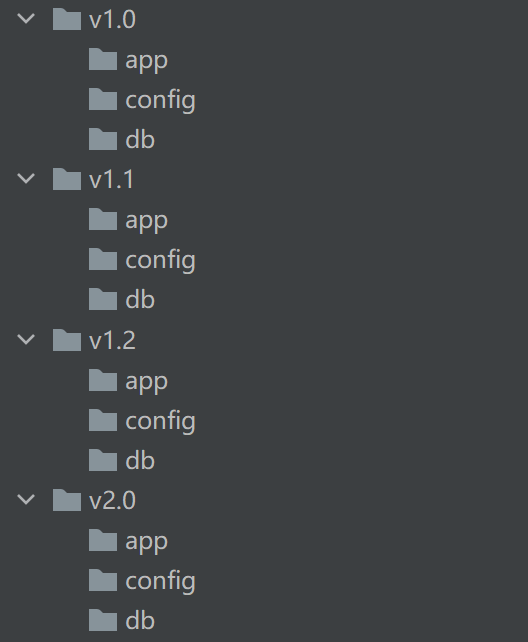 v1.0
app
config
db
v1.1
app
config
db
v1.2
app
config
db
v2.0
app
config
db